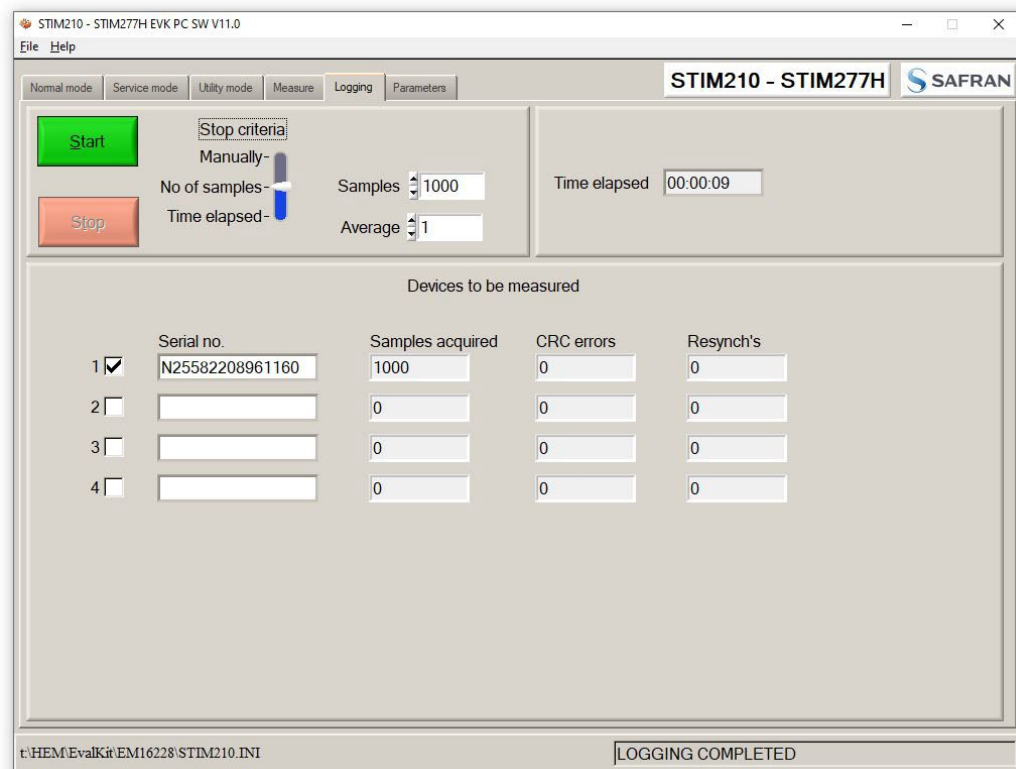 STIM210 - STIM277H EVK PC SW V11.0
File Help
Normal mode Service mode Utility mode Measure Logging Parameters
STIM210 - STIM277H
SAFRAN
Start
Stop
Stop criteria
Manually-
No of samples-
Time elapsed-
Samples 1000
Average 1
Time elapsed 00:00:09
Devices to be measured
Serial no. Samples acquired CRC errors Resynch's
1 N25582208961160 1000 0 0
2 0 0 0
3 0 0 0
4 0 0 0
t:\HEM\EvalKit\EM16228\STIM210.INI
LOGGING COMPLETED